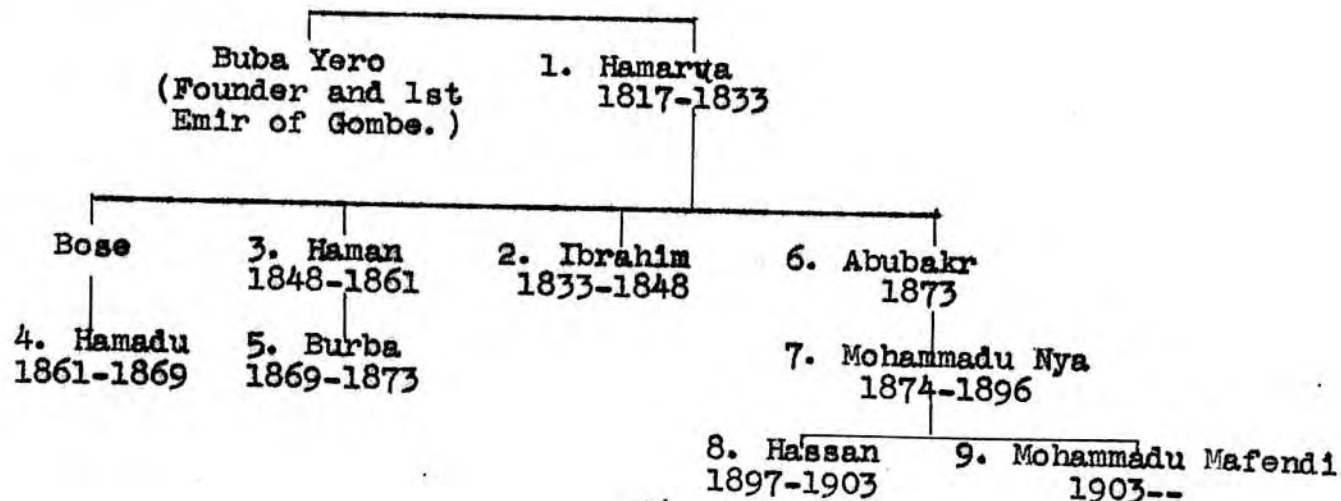 Buba Yero
(Founder and 1st
Emir of Gombe.)
1. Hamarwa
1817-1833
Bose
3. Haman
1848-1861
2. Ibrahim
1833-1848
6. Abubakr
1873
4. Hamadu
1861-1869
5. Burba
1869-1873
7. Mohammadu Nya
1874-1896
8. Hassan
1897-1903
9. Mohammadu Mafendi
1903--